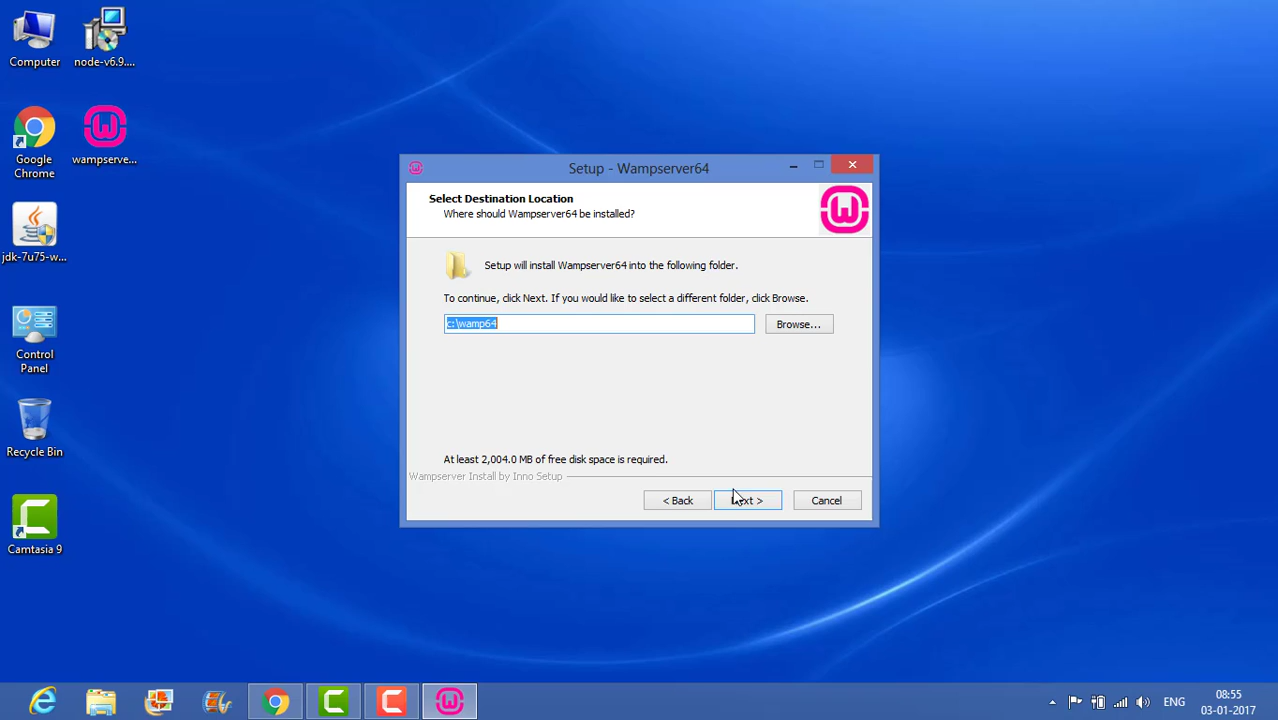 Computer
node-v6.9....
Google
Chrome
wampserve...
jdk-7u75-w...
Control
Panel
Recycle Bin
Camtasia 9
Setup - Wampserver64
Select Destination Location
Where should Wampserver64 be installed?
Setup will install Wampserver64 into the following folder.
To continue, click Next. If you would like to select a different folder, click Browse.
c:\wamp64
Browse...
At least 2,004.0 MB of free disk space is required.
Wampserver Install by Inno Setup
< Back
Next >
Cancel
ENG
08:55
03-01-2017